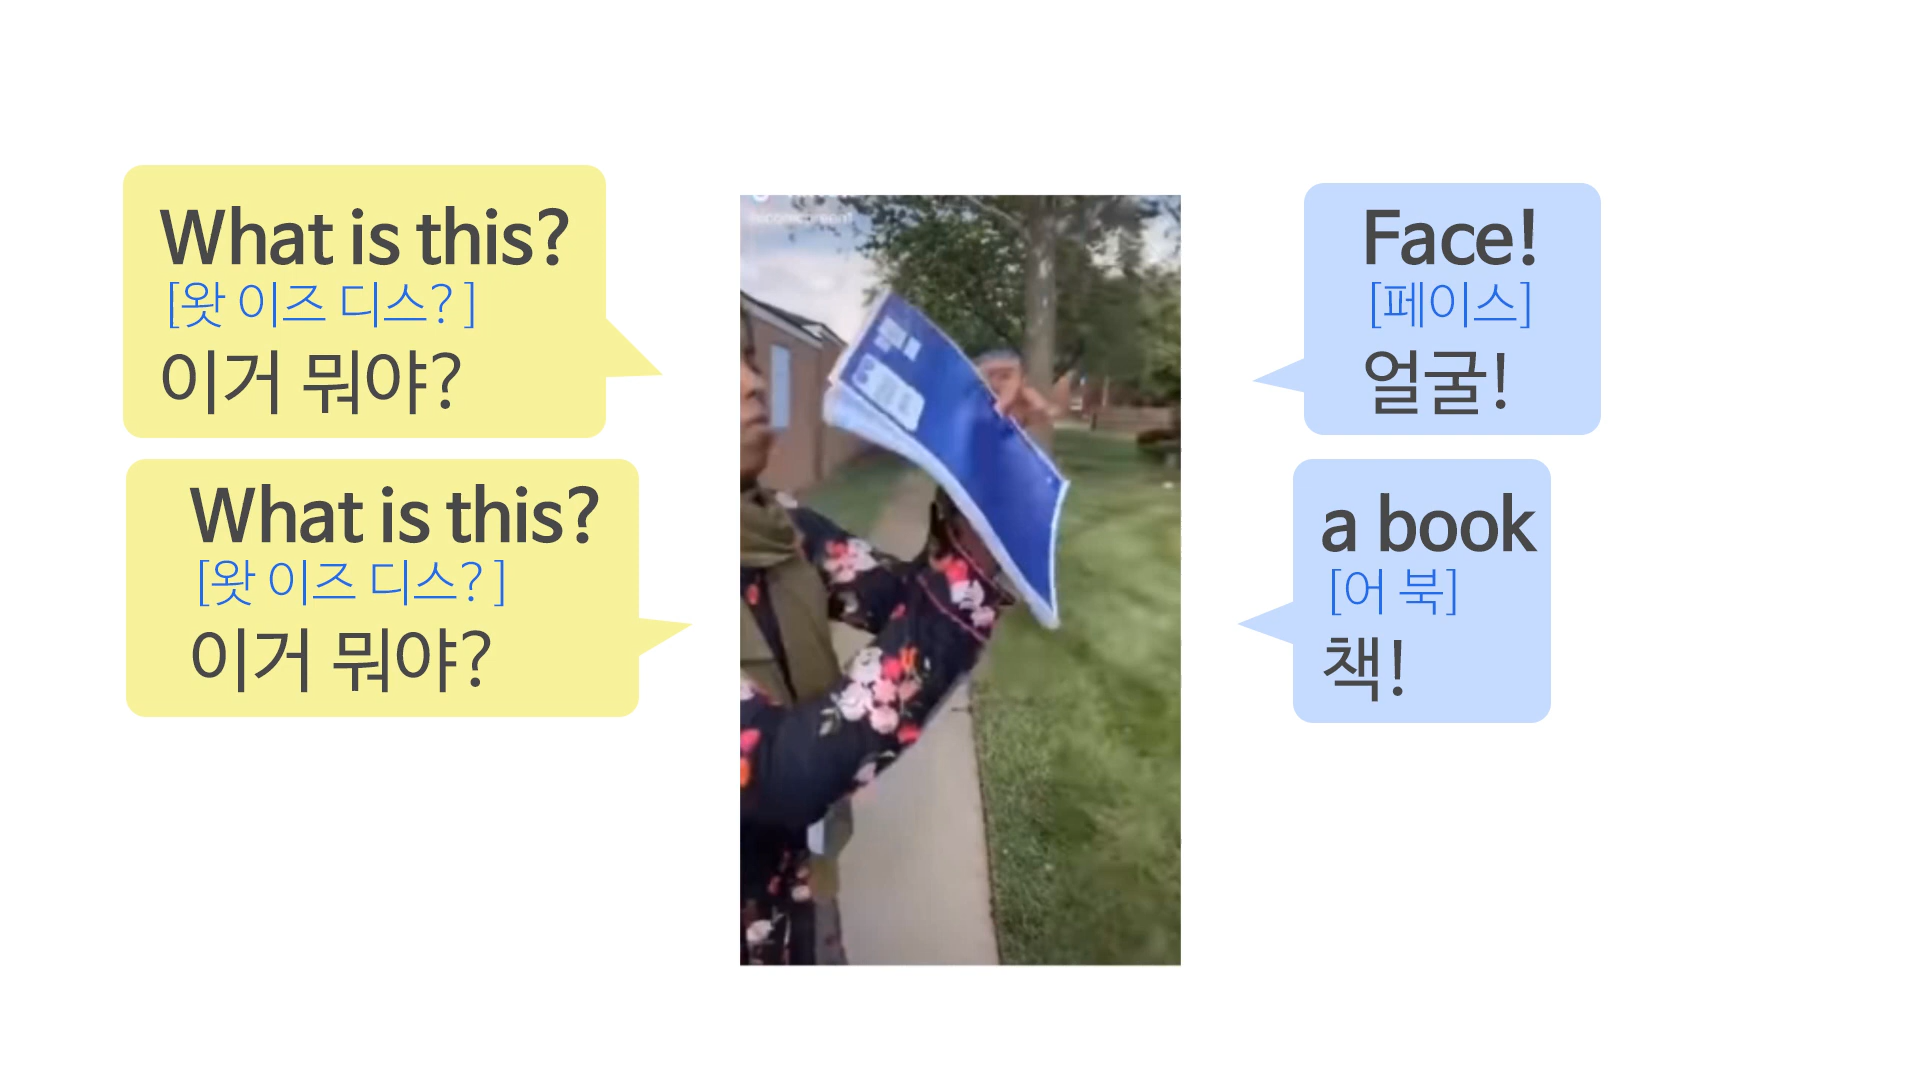 What is this?
[왓 이즈 디스? ]
이거 뭐야?
What is this?
[왓 이즈 디스? ]
이거 뭐야?
Face!
[페이스]
얼굴!
a book
[어 북]
책!